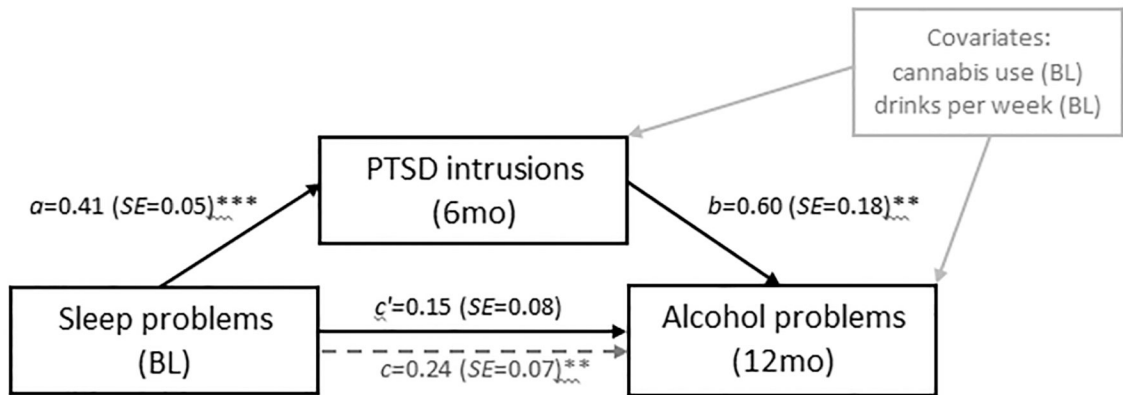 Covariates:
cannabis use (BL)
drinks per week (BL)
PTSD intrusions
(6mo)
a=0.41 (SE=0.05)***
b=0.60 (SE=0.18)**
Sleep problems
(BL)
c'=0.15 (SE=0.08)
c=0.24 (SE=0.07)**
Alcohol problems
(12mo)